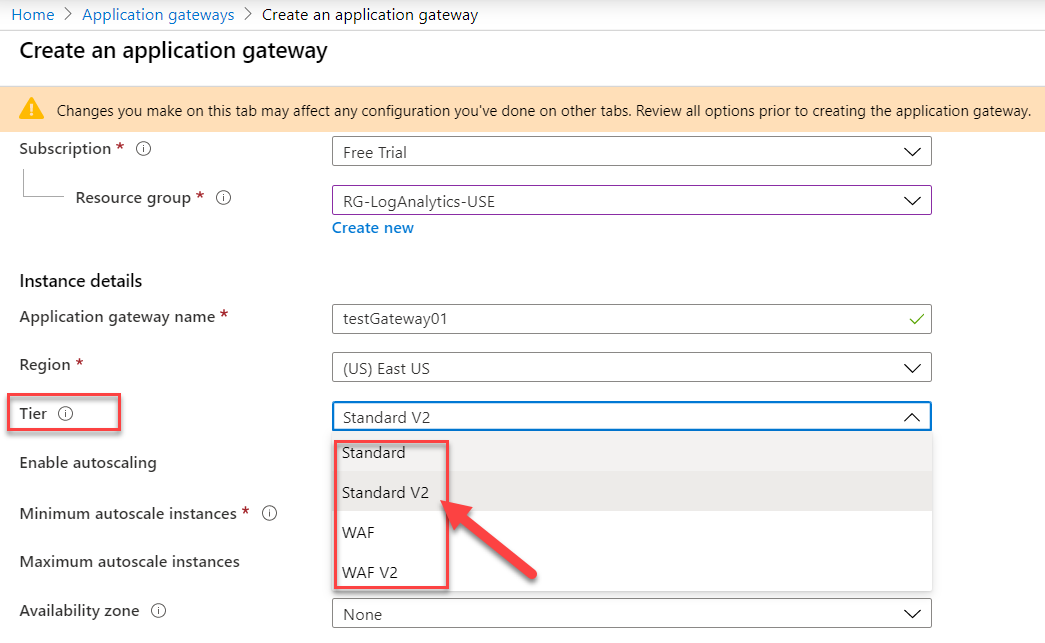 Home > Application gateways > Create an application gateway
Create an application gateway
Changes you make on this tab may affect any configuration you've done on other tabs. Review all options prior to creating the application gateway.
Subscription * Free Trial
Resource group * RG-LogAnalytics-USE
Create new
Instance details
Application gateway name * testGateway01
Region * (US) East US
Tier Standard V2
Standard
Enable autoscaling
Standard V2
Minimum autoscale instances *
WAF
Maximum autoscale instances
WAF V2
Availability zone None